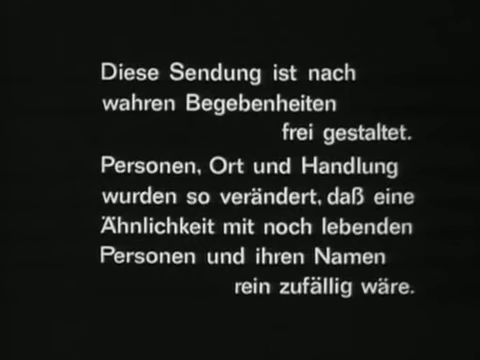 Diese Sendung ist nach
wahren Begebenheiten
frei gestaltet.
Personen, Ort und Handlung
wurden so verändert, daß eine
Ähnlichkeit mit noch lebenden
Personen und ihren Namen
rein zufällig wäre.